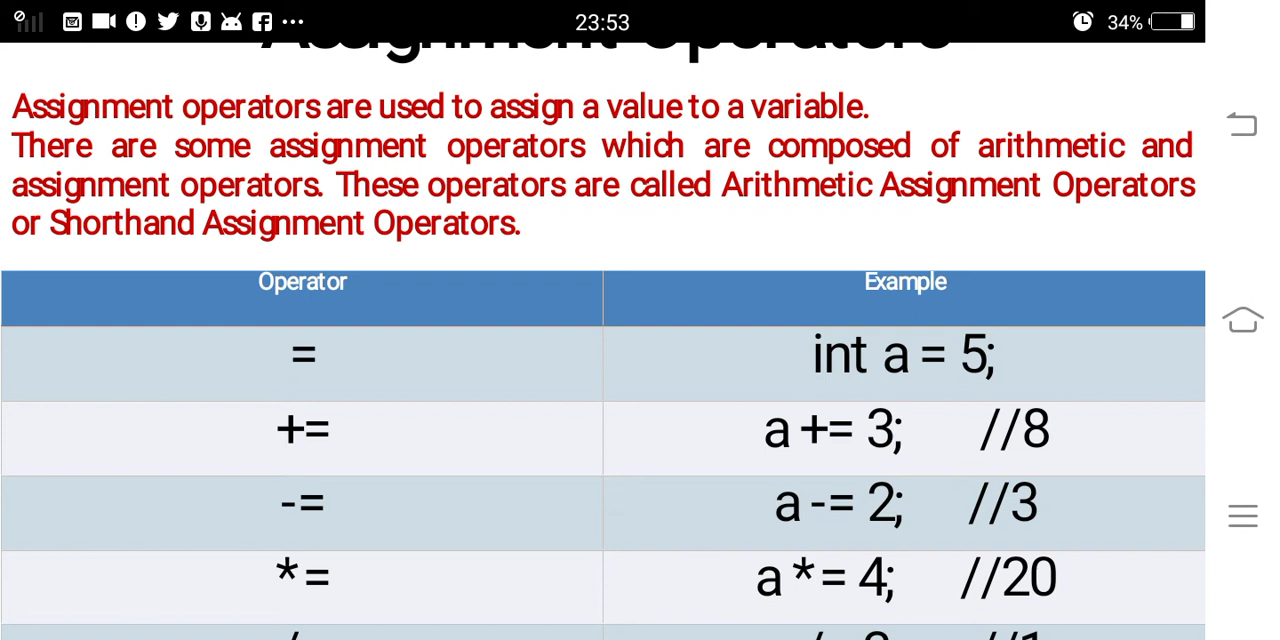 23:53
34%
Assignment Operators
Assignment operators are used to assign a value to a variable.
There are some assignment operators which are composed of arithmetic and
assignment operators. These operators are called Arithmetic Assignment Operators
or Shorthand Assignment Operators.
Operator Example
= int a = 5;
+= a += 3; //8
-= a -= 2; //3
*= a *= 4; //20